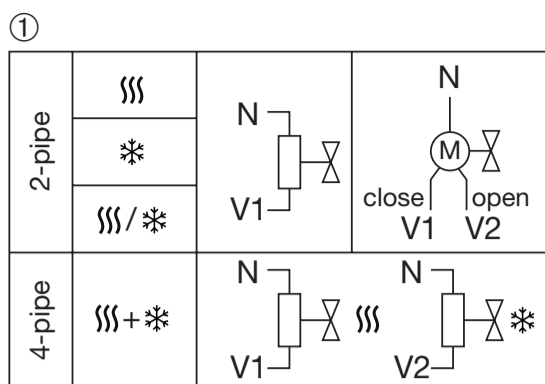 ①
2-pipe
N
V1
N
M
close open
V1 V2
/
4-pipe
+
N
V1
N
V2